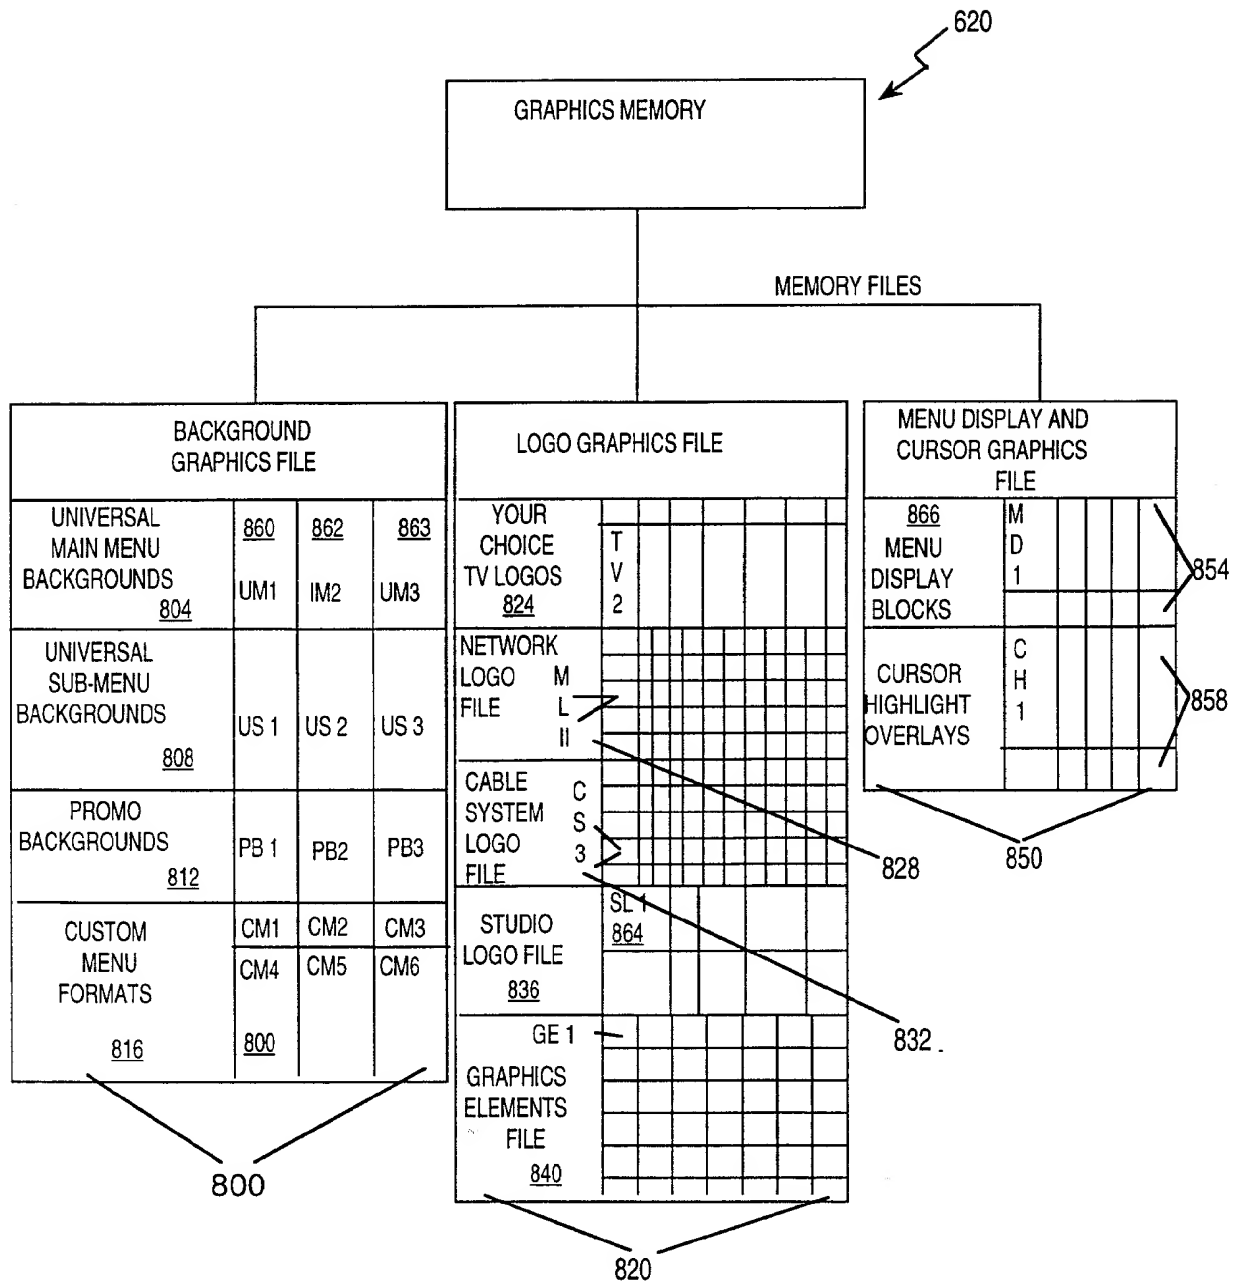 620
GRAPHICS MEMORY
MEMORY FILES
BACKGROUND
GRAPHICS FILE
UNIVERSAL
MAIN MENU
BACKGROUNDS
804
860 862 863
UM1 IM2 UM3
UNIVERSAL
SUB-MENU
BACKGROUNDS
808
US 1 US 2 US 3
PROMO
BACKGROUNDS
812
PB 1 PB2 PB3
CUSTOM
MENU
FORMATS
816
CM1 CM2 CM3
CM4 CM5 CM6
800
800
LOGO GRAPHICS FILE
YOUR
CHOICE
TV LOGOS
824
T
V
2
NETWORK
LOGO
FILE
M
L
II
828
CABLE
SYSTEM
LOGO
FILE
C
S
3
832
STUDIO
LOGO FILE
836
SL 1
864
GE 1
GRAPHICS
ELEMENTS
FILE
840
820
MENU DISPLAY AND
CURSOR GRAPHICS
FILE
866
MENU
DISPLAY
BLOCKS
M
D
1
854
CURSOR
HIGHLIGHT
OVERLAYS
C
H
1
858
850